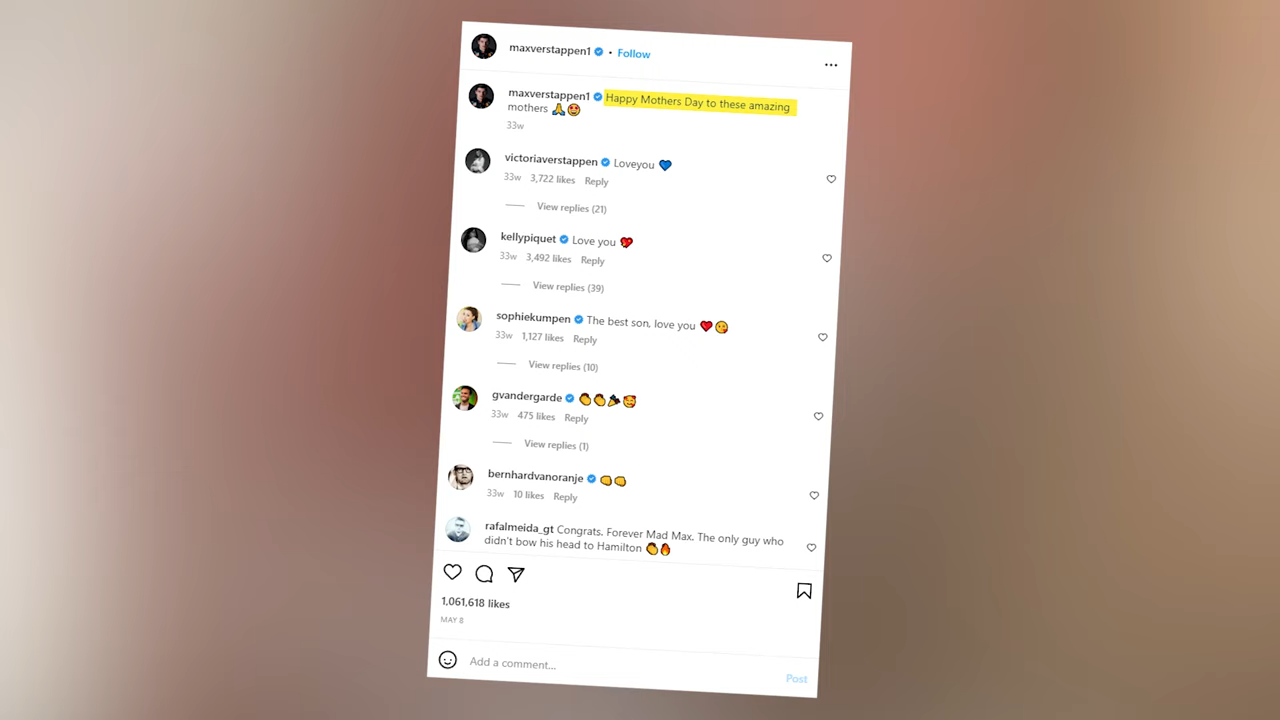 maxverstappen1 • Follow
maxverstappen1 Happy Mothers Day to these amazing
mothers 🙏😍
33w
victoriaverstappen Loveyou 💙
33w 3,722 likes Reply
View replies (21)
kellypiquet Love you 💖
33w 3,492 likes Reply
View replies (39)
sophiekumpen The best son, love you ❤️😘
33w 1,127 likes Reply
View replies (10)
gvandergarde 👏👏🎉🥰
33w 475 likes Reply
View replies (1)
bernhardvanoranje 👊👊
33w 10 likes Reply
rafalmeida_gt Congrats. Forever Mad Max. The only guy who
didn't bow his head to Hamilton 👏🔥
1,061,618 likes
MAY 8
Add a comment...
Post